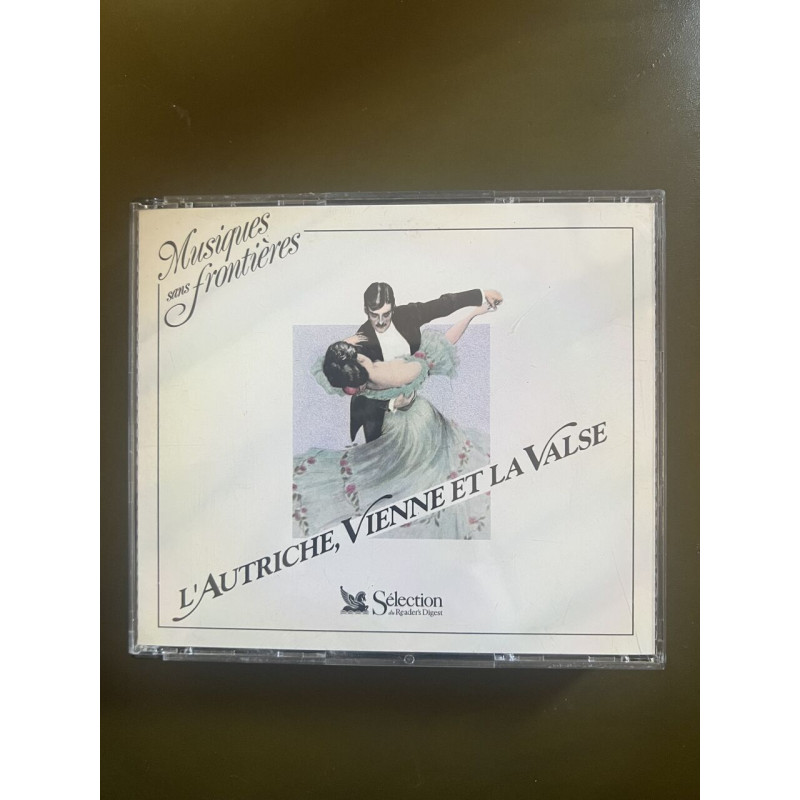 Musiques
sans frontières
L'AUTRICHE, VIENNE ET LA VALSE
Sélection
du Reader's Digest